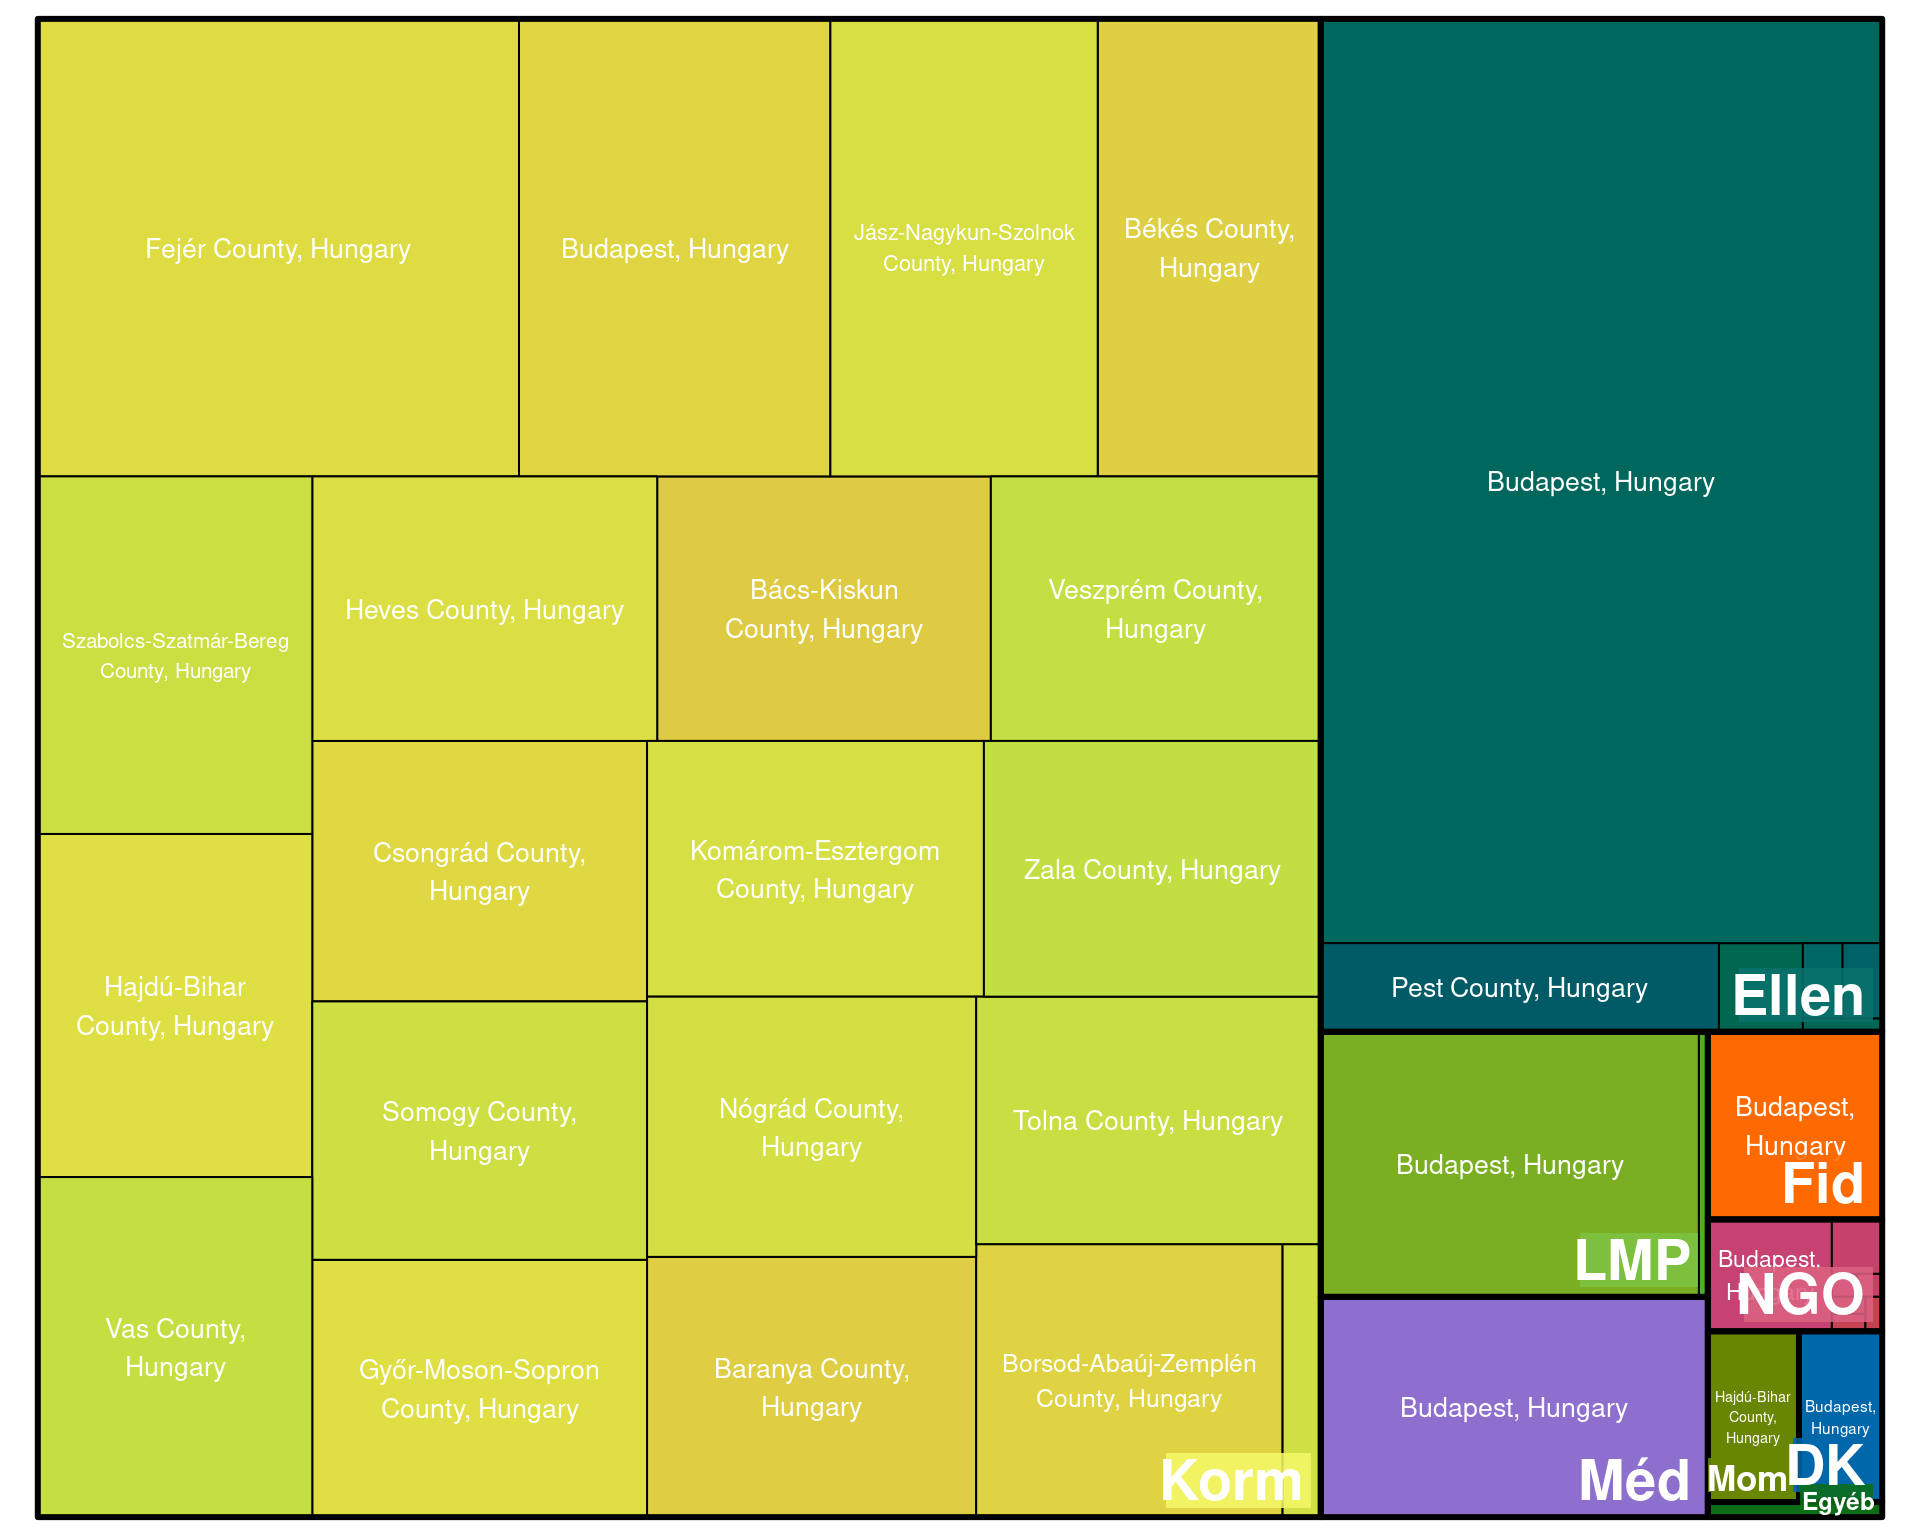 Fejér County, Hungary
Budapest, Hungary
Jász-Nagykun-Szolnok
County, Hungary
Békés County,
Hungary
Szabolcs-Szatmár-Bereg
County, Hungary
Heves County, Hungary
Bács-Kiskun
County, Hungary
Veszprém County,
Hungary
Hajdú-Bihar
County, Hungary
Csongrád County,
Hungary
Komárom-Esztergom
County, Hungary
Zala County, Hungary
Somogy County,
Hungary
Nógrád County,
Hungary
Tolna County, Hungary
Vas County,
Hungary
Győr-Moson-Sopron
County, Hungary
Baranya County,
Hungary
Borsod-Abaúj-Zemplén
County, Hungary
Korm
Budapest, Hungary
Pest County, Hungary
Ellen
Budapest, Hungary
LMP
Budapest,
Hungary
Fid
Budapest,
NGO
Budapest, Hungary
Méd
Hajdú-Bihar
County,
Hungary
Mom
Budapest,
Hungary
DK
Egyéb